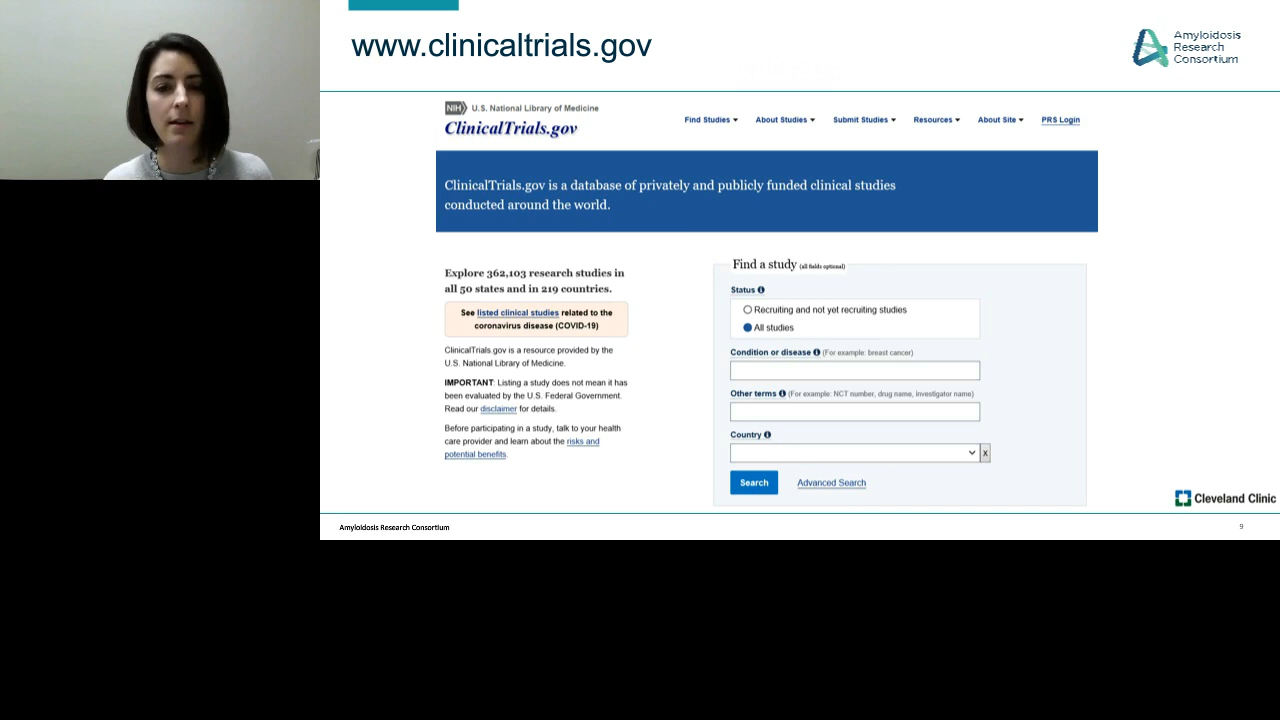 www.clinicaltrials.gov
Amyloidosis
Research
Consortium
NIH U.S. National Library of Medicine
ClinicalTrials.gov
Find Studies About Studies Submit Studies Resources About Site PRS Login
ClinicalTrials.gov is a database of privately and publicly funded clinical studies
conducted around the world.
Explore 362,103 research studies in
all 50 states and in 219 countries.
See listed clinical studies related to the
coronavirus disease (COVID-19)
ClinicalTrials.gov is a resource provided by the
U.S. National Library of Medicine.
IMPORTANT: Listing a study does not mean it has
been evaluated by the U.S. Federal Government.
Read our disclaimer for details.
Before participating in a study, talk to your health
care provider and learn about the risks and
potential benefits.
Find a study (all fields optional)
Status
Recruiting and not yet recruiting studies
All studies
Condition or disease (For example: breast cancer)
Other terms (For example: NCT number, drug name, investigator name)
Country
X
Search Advanced Search
Cleveland Clinic
Amyloidosis Research Consortium
9